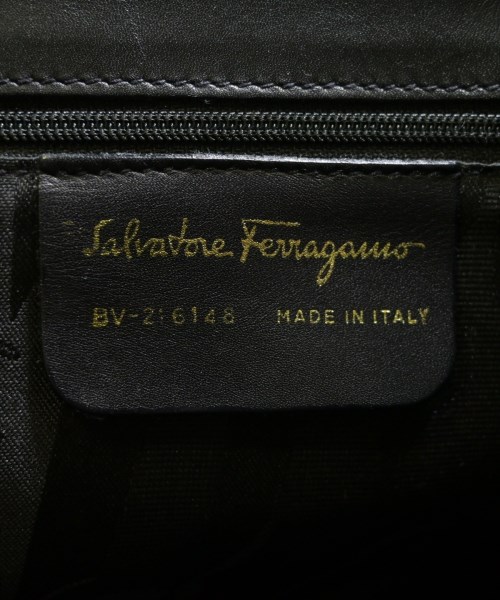 Salvatore Ferragamo
BV-216148 MADE IN ITALY